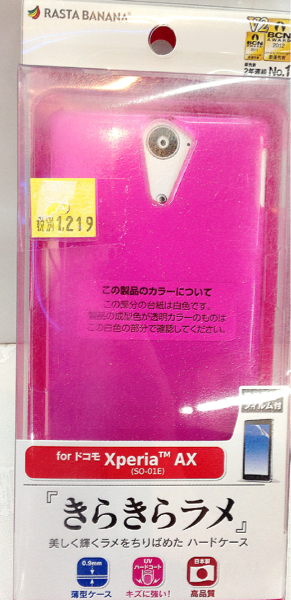 RASTA BANANA
V2
BCN
AWARD
2012
2年連続 No.1
税込 1,219
この製品のカラーについて
この部分の台紙は白色です。
製品の成型色が透明カラーのものは
この白色の部分で確認してください。
フィルム付
for ドコモ Xperia™ AX
(SO-01E)
『きらきらラメ』
美しく輝くラメをちりばめた ハードケース
0.9mm
薄型ケース
UV
ハードコート
キズに強い!
日本製
高品質